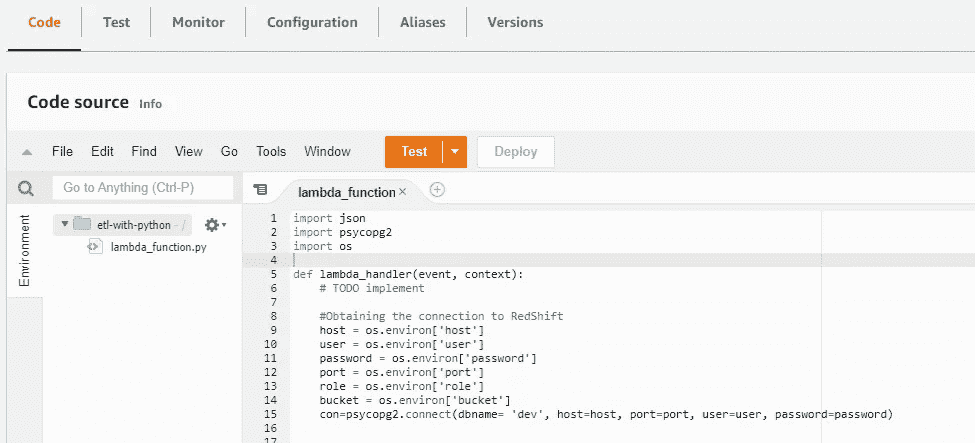 Code Test Monitor Configuration Aliases Versions
Code source Info
File Edit Find View Go Tools Window Test Deploy
Go to Anything (Ctrl-P) lambda_function ×
Environment
etl-with-python - /
lambda_function.py
1 import json
2 import psycopg2
3 import os
4
5 def lambda_handler(event, context):
6     # TODO implement
7
8     #Obtaining the connection to RedShift
9     host = os.environ['host']
10     user = os.environ['user']
11     password = os.environ['password']
12     port = os.environ['port']
13     role = os.environ['role']
14     bucket = os.environ['bucket']
15     con=psycopg2.connect(dbname= 'dev', host=host, port=port, user=user, password=password)
16
17